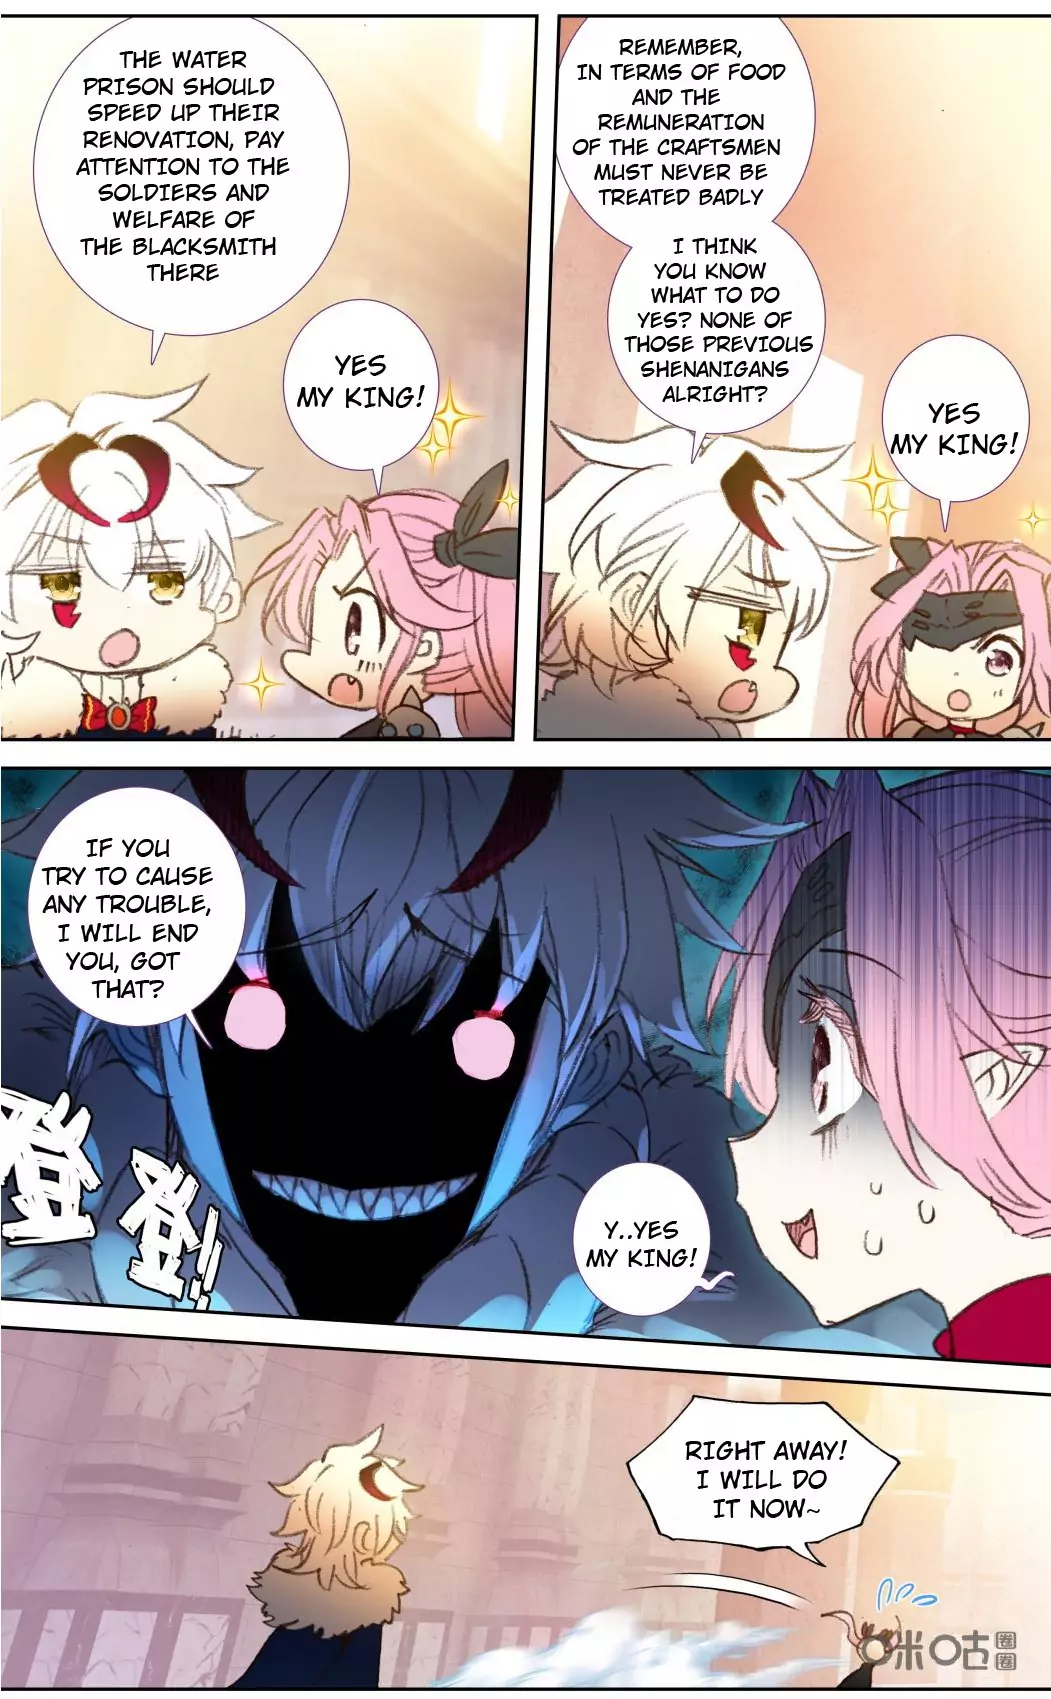 THE WATER
PRISON SHOULD
SPEED UP THEIR
RENOVATION, PAY
ATTENTION TO THE
SOLDIERS AND
WELFARE OF
THE BLACKSMITH
THERE
YES
MY KING!
REMEMBER,
IN TERMS OF FOOD
AND THE
REMUNERATION
OF THE CRAFTSMEN
MUST NEVER BE
TREATED BADLY
I THINK
YOU KNOW
WHAT TO DO
YES? NONE OF
THOSE PREVIOUS
SHENANIGANS
ALRIGHT?
YES
MY KING!
IF YOU
TRY TO CAUSE
ANY TROUBLE,
I WILL END
YOU, GOT
THAT?
登
登!!
Y..YES
MY KING!
RIGHT AWAY!
I WILL DO
IT NOW~
咪咕圈圈